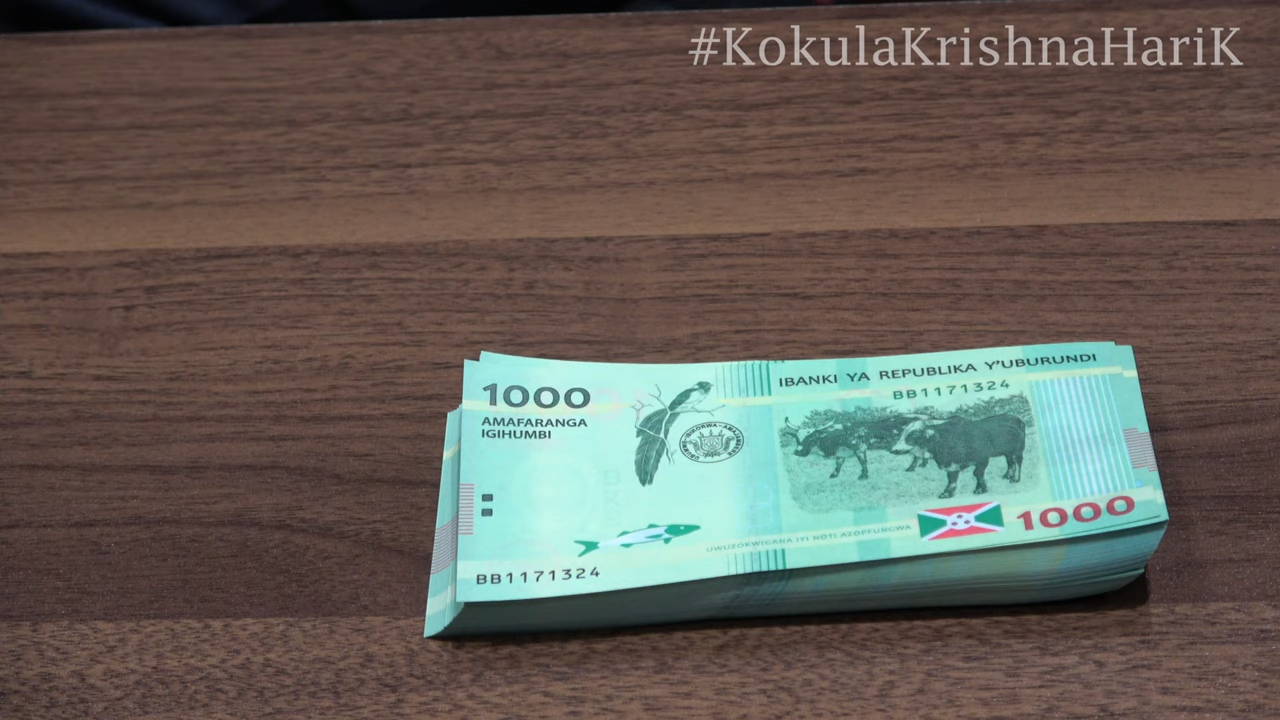 #KokulaKrishnaHariK
1000
AMAFARANGA
IGIHUMBI
IBANKI YA REPUBLIKA Y'UBURUNDI
BB1171324
1000
BB1171324